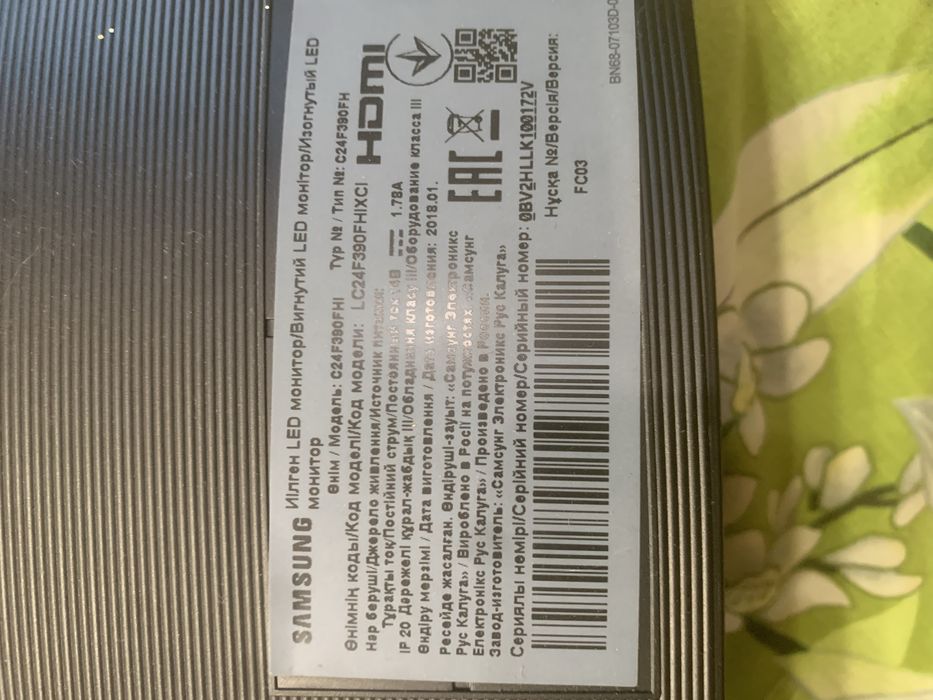 SAMSUNG Иілген LED монитор/Вигнутий LED монітор/Изогнутый LED
монитор
Өнім / Модель: C24F390FHI Түр № / Тип №: C24F390FH
Өнімнің коды/Код моделі/Код модели: LC24F390FHIXCI
HDMI
Нәр беруші/Джерело живлення/Источник питания:
Тұрақты ток/Постійний струм/Постоянный ток 14В 1.78А
IP 20 Дәрежелі құрал-жабдық III/Обладнання класу III/Оборудование класса III
Өндіру мерзімі / Дата виготовлення / Дата изготовления: 2018.01.
EAC
Ресейде жасалған. Өндіруші-зауыт: «Самсунг Электроникс
Рус Калуга» / Вироблено в Росії на потужностях «Самсунг
Електронікс Рус Калуга» / Произведено в России.
Завод-изготовитель: «Самсунг Электроникс Рус Калуга»
Сериялы нөмірі/Серійний номер/Серийный номер: 0BV2HLLK100172V
Нұсқа №/Версія/Версия:
FC03
BN68-07103D-0